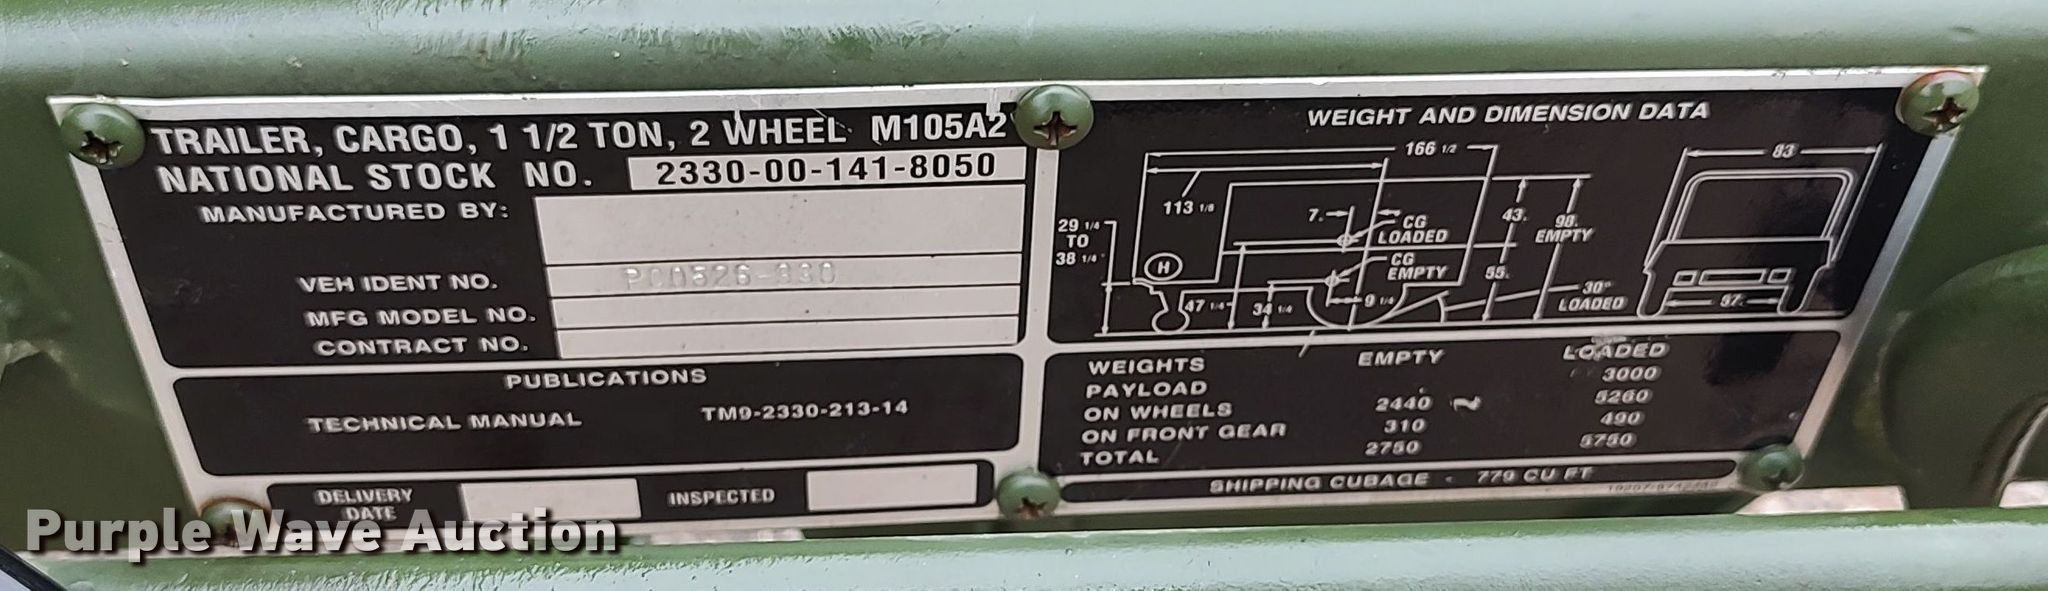 TRAILER, CARGO, 1 1/2 TON, 2 WHEEL M105A2
NATIONAL STOCK NO. 2330-00-141-8050
MANUFACTURED BY:
VEH IDENT NO. PC0526-330
MFG MODEL NO.
CONTRACT NO.
PUBLICATIONS
TECHNICAL MANUAL TM9-2330-213-14
DELIVERY DATE
INSPECTED
WEIGHT AND DIMENSION DATA
166 1/2
83
113 1/8
7.
CG LOADED
43.
98. EMPTY
29 1/4 TO 38 1/4
H
CG EMPTY
55.
47 1/4
34 1/4
9 1/4
30° LOADED
57.
WEIGHTS EMPTY LOADED
PAYLOAD 3000
ON WHEELS 2440 5260
ON FRONT GEAR 310 490
TOTAL 2750 5750
SHIPPING CUBAGE - 779 CU FT
Purple Wave Auction